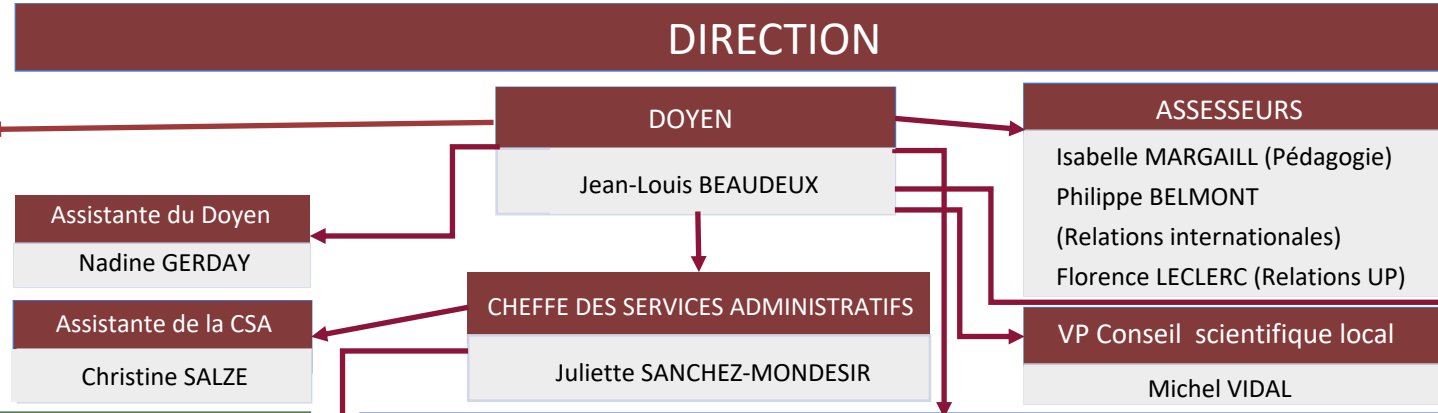 DIRECTION
DOYEN
Jean-Louis BEAUDEUX
ASSESSEURS
Isabelle MARGAILL (Pédagogie)
Philippe BELMONT
(Relations internationales)
Florence LECLERC (Relations UP)
Assistante du Doyen
Nadine GERDAY
CHEFFE DES SERVICES ADMINISTRATIFS
Juliette SANCHEZ-MONDESIR
Assistante de la CSA
Christine SALZE
VP Conseil scientifique local
Michel VIDAL